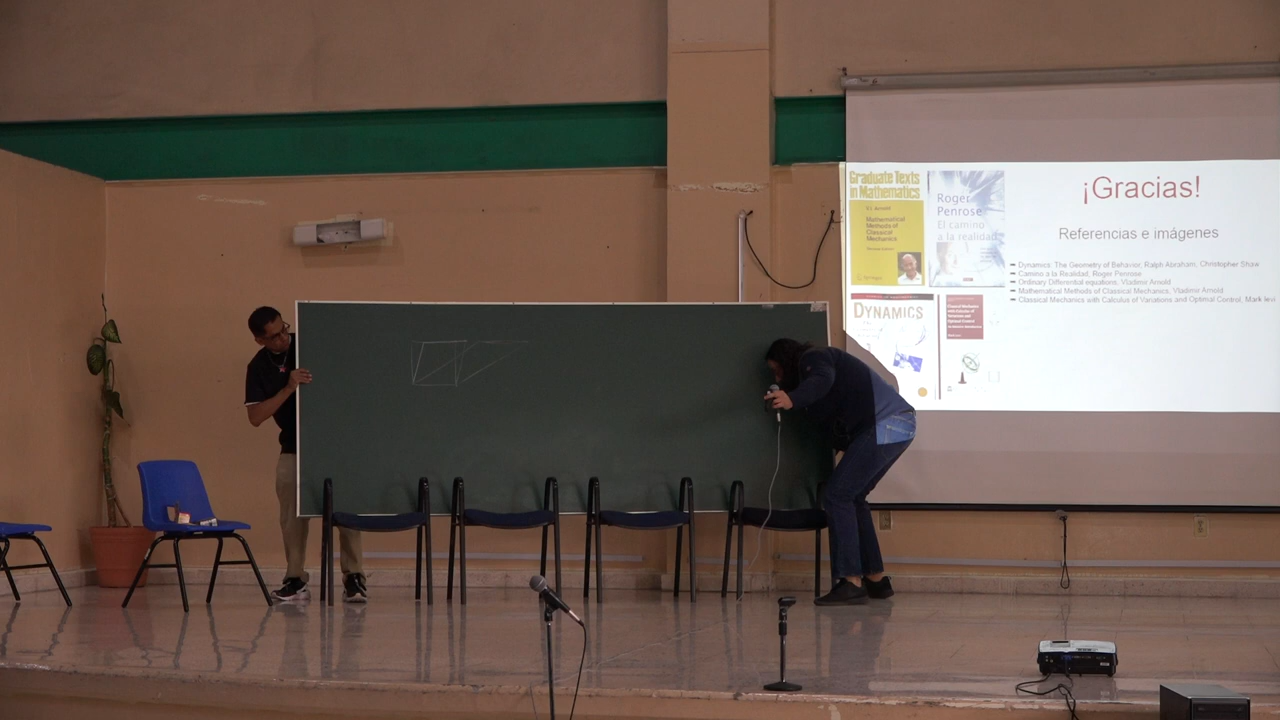 Graduate Texts
in Mathematics
V.I. Arnold
Mathematical
Methods of
Classical
Mechanics
Roger
Penrose
El camino
a la realidad
DYNAMICS
¡Gracias!
Referencias e imágenes
Dynamics: The Geometry of Behavior, Ralph Abraham, Christopher Shaw
Camino a la Realidad, Roger Penrose
Ordinary Differential equations, Vladimir Arnold
Mathematical Methods of Classical Mechanics, Vladimir Arnold
Classical Mechanics with Calculus of Variations and Optimal Control, Mark levi